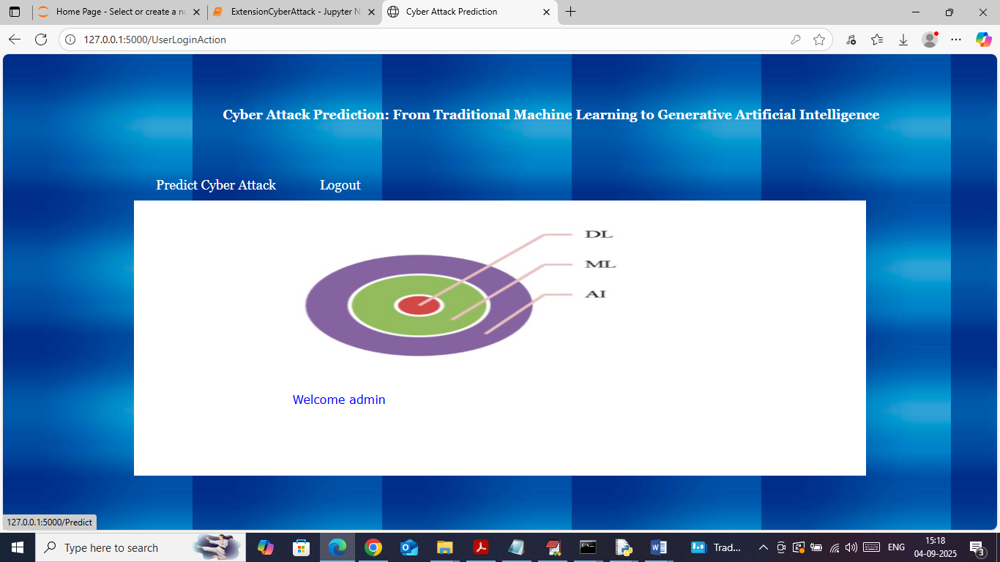 Home Page - Select or create a no
ExtensionCyberAttack - Jupyter N
Cyber Attack Prediction
127.0.0.1:5000/UserLoginAction
Cyber Attack Prediction: From Traditional Machine Learning to Generative Artificial Intelligence
Predict Cyber Attack Logout
DL
ML
AI
Welcome admin
127.0.0.1:5000/Predict
Type here to search
Trad...
ENG
15:18
04-09-2025
3